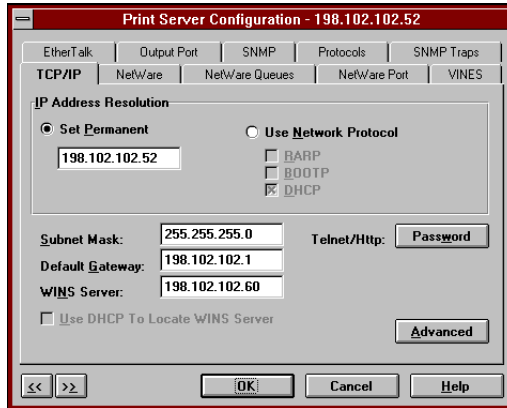 Print Server Configuration - 198.102.102.52
EtherTalk Output Port SNMP Protocols SNMP Traps
TCP/IP NetWare NetWare Queues NetWare Port VINES
IP Address Resolution
Set Permanent Use Network Protocol
198.102.102.52 RARP
BOOTP
DHCP
Subnet Mask: 255.255.255.0 Telnet/Http: Password
Default Gateway: 198.102.102.1
WINS Server: 198.102.102.60
Use DHCP To Locate WINS Server
Advanced
<< >> OK Cancel Help